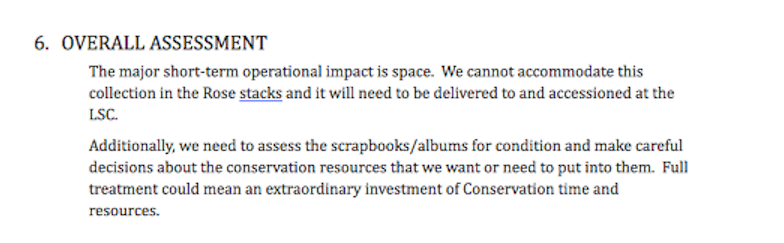 6. OVERALL ASSESSMENT
The major short-term operational impact is space. We cannot accommodate this
collection in the Rose stacks and it will need to be delivered to and accessioned at the
LSC.
Additionally, we need to assess the scrapbooks/albums for condition and make careful
decisions about the conservation resources that we want or need to put into them. Full
treatment could mean an extraordinary investment of Conservation time and
resources.